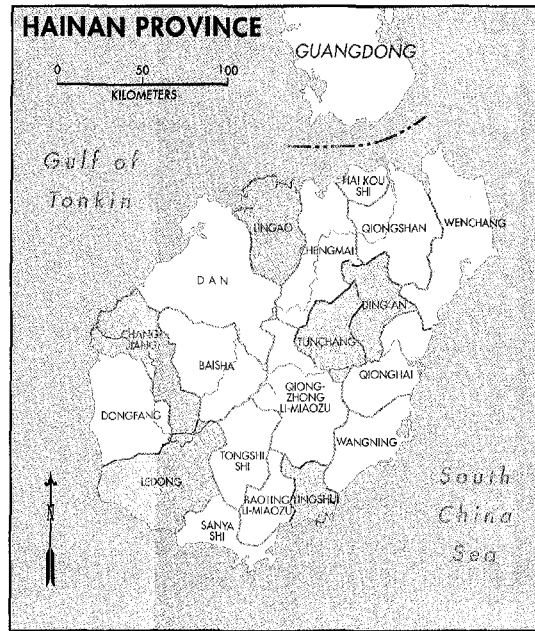 HAINAN PROVINCE
GUANGDONG
0 50 100
KILOMETERS
Gulf of
Tonkin
HAI KOU
SHI
LINGAO
QIONGSHAN
WENCHANG
CHENGMAI
DAN
DING'AN
CHANG-
JIANG
TUNCHANG
BAISHA
QIONGHAI
QIONG-
ZHONG
LI-MIAOZU
DONGFANG
WANGNING
TONGSHI
SHI
LEDONG
BAOTING
LI-MIAOZU
LINGSHUI
SANYA
SHI
South
China
Sea
N